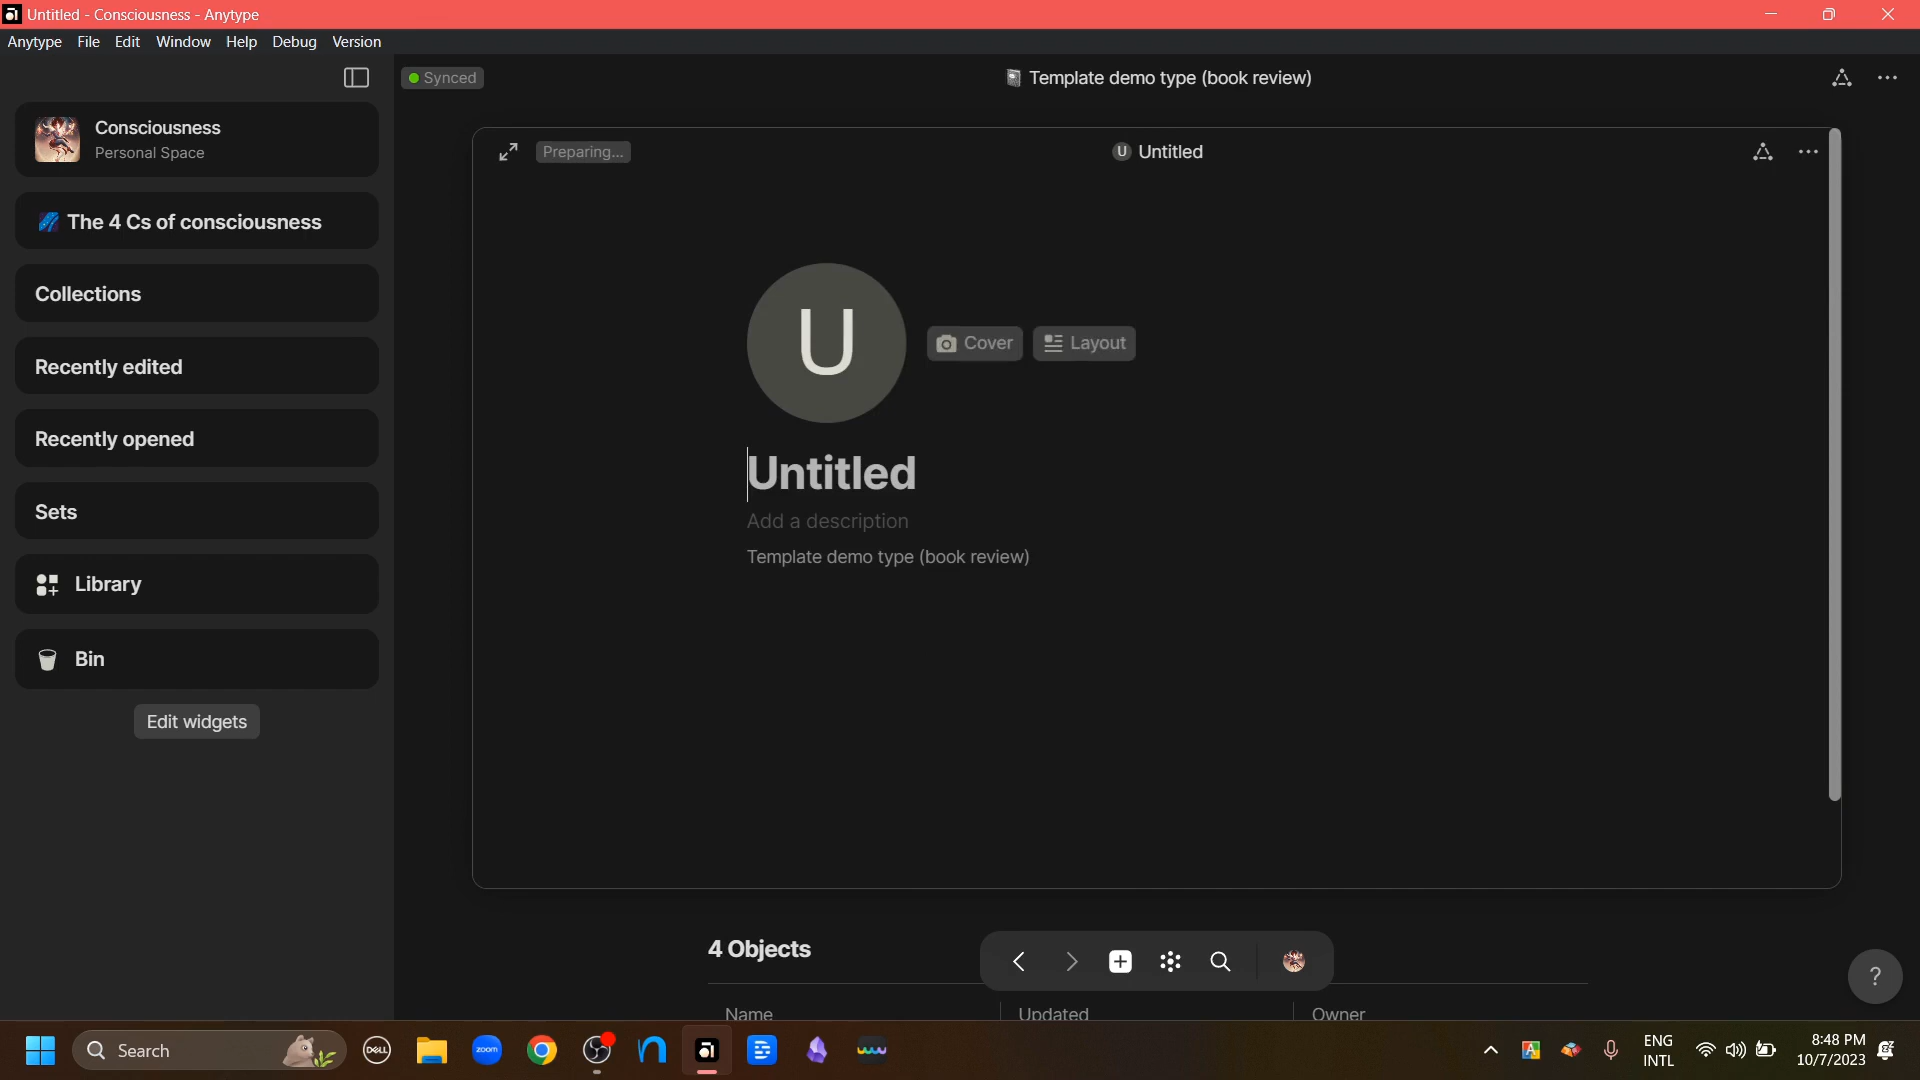 Untitled - Consciousness - Anytype
Anytype File Edit Window Help Debug Version
Synced
Template demo type (book review)
Consciousness
Personal Space
The 4 Cs of consciousness
Collections
Recently edited
Recently opened
Sets
Library
Bin
Edit widgets
Preparing...
U Untitled
U
Cover
Layout
Untitled
Add a description
Template demo type (book review)
4 Objects
Name Updated Owner
?
Search
DELL
zoom
ENG
INTL
8:48 PM
10/7/2023